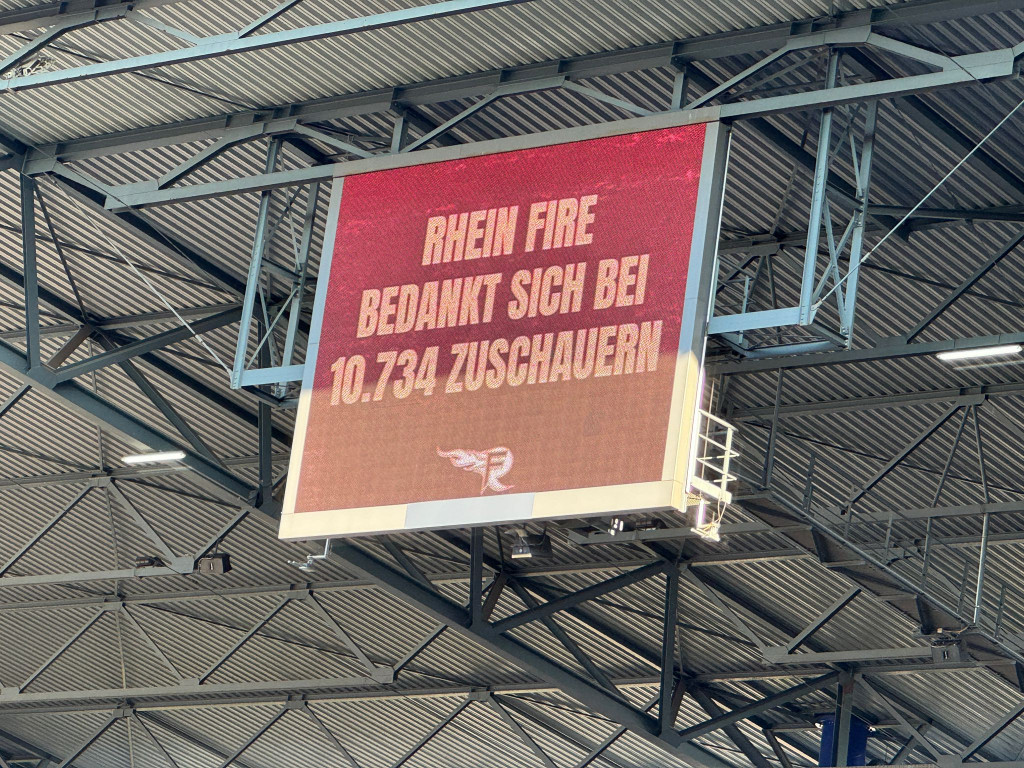 RHEIN FIRE
BEDANKT SICH BEI
10.734 ZUSCHAUERN